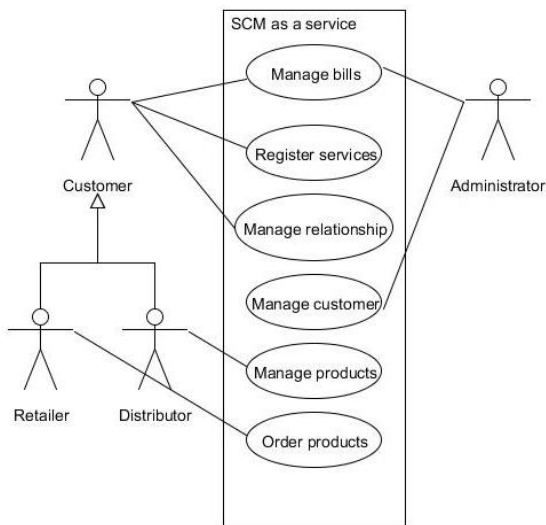 SCM as a service
Manage bills
Register services
Customer
Administrator
Manage relationship
Manage customer
Manage products
Retailer
Distributor
Order products